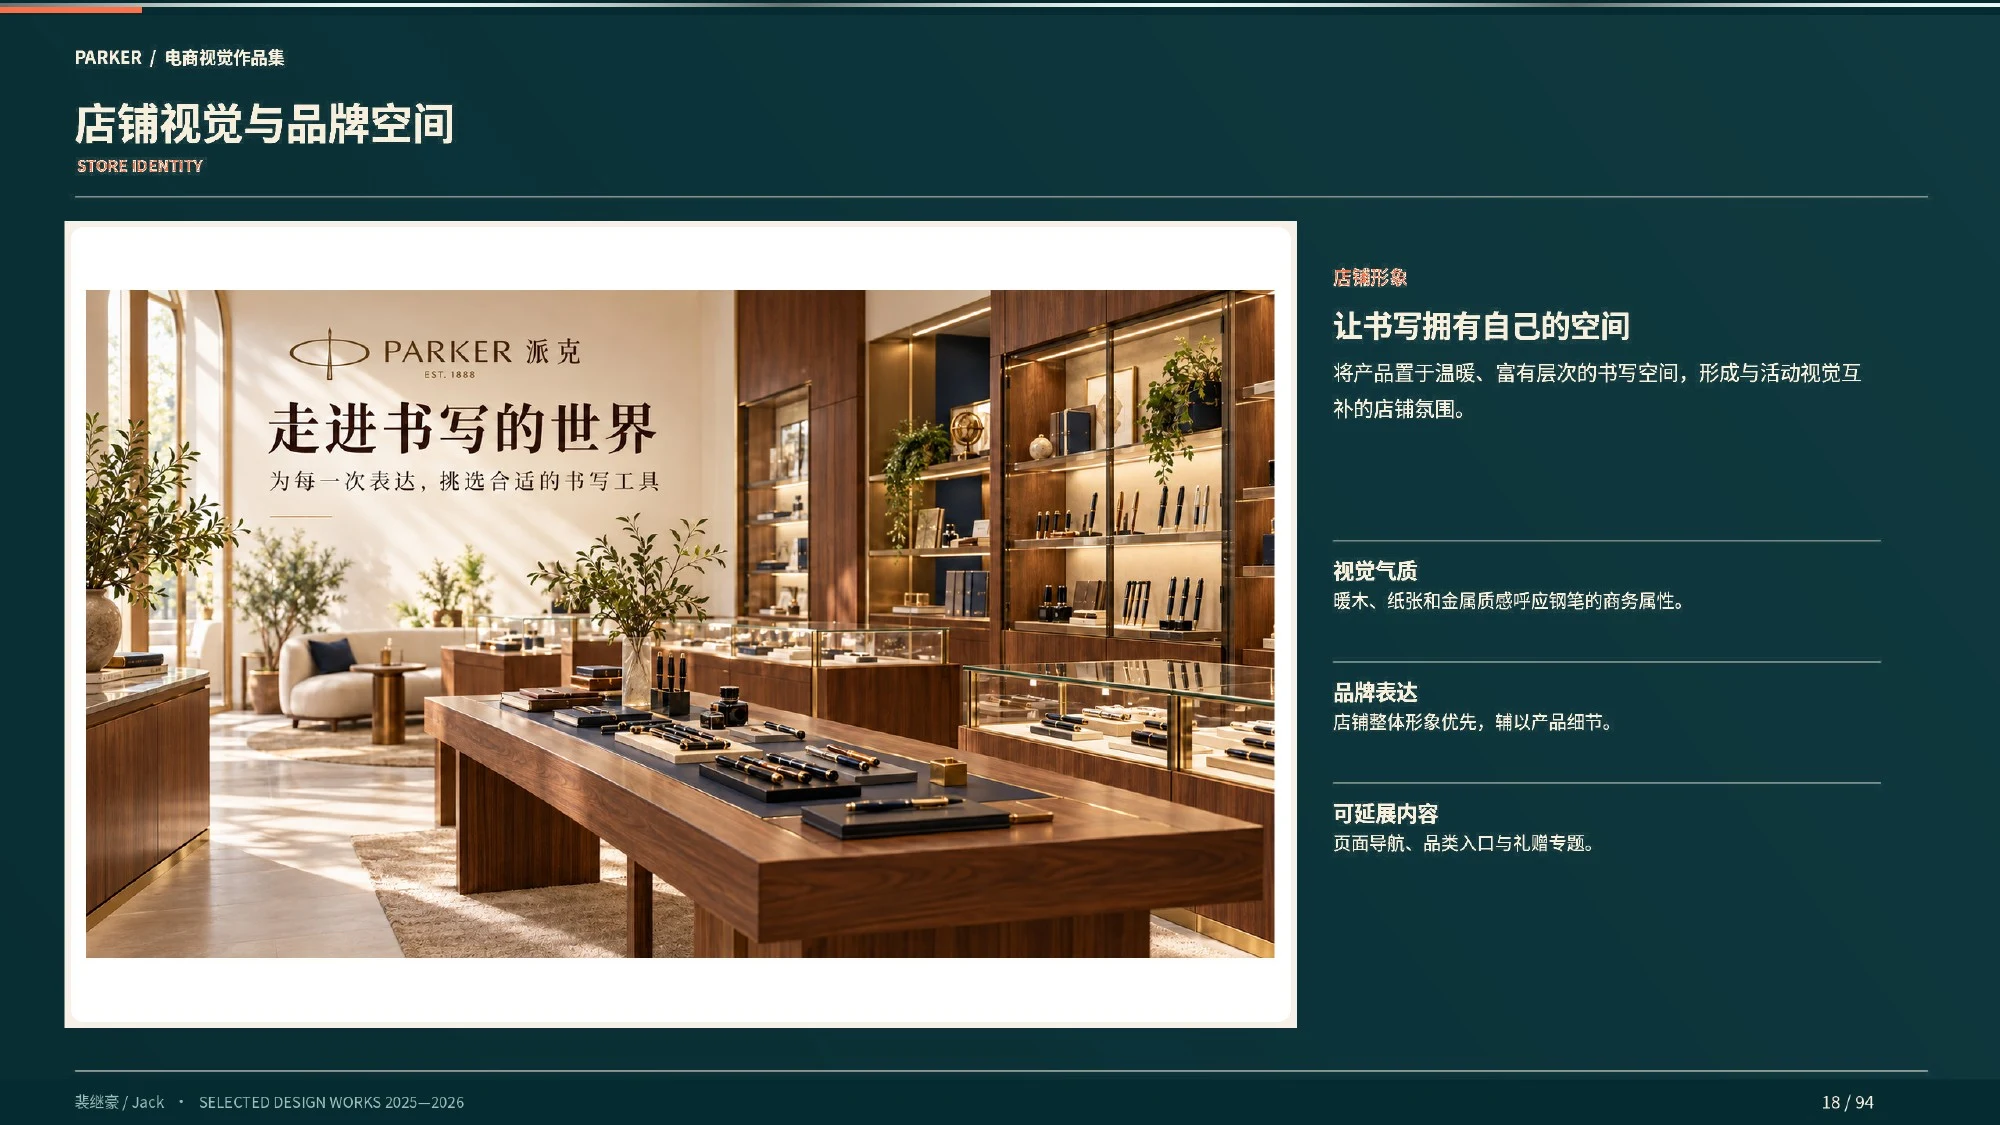 PARKER / 电商视觉作品集
店铺视觉与品牌空间
STORE IDENTITY
PARKER 派克
EST. 1888
走进书写的世界
为每一次表达，挑选合适的书写工具
店铺形象
让书写拥有自己的空间
将产品置于温暖、富有层次的书写空间，形成与活动视觉互
补的店铺氛围。
视觉气质
暖木、纸张和金属质感呼应钢笔的商务属性。
品牌表达
店铺整体形象优先，辅以产品细节。
可延展内容
页面导航、品类入口与礼赠专题。
裴继豪 / Jack · SELECTED DESIGN WORKS 2025—2026
18 / 94